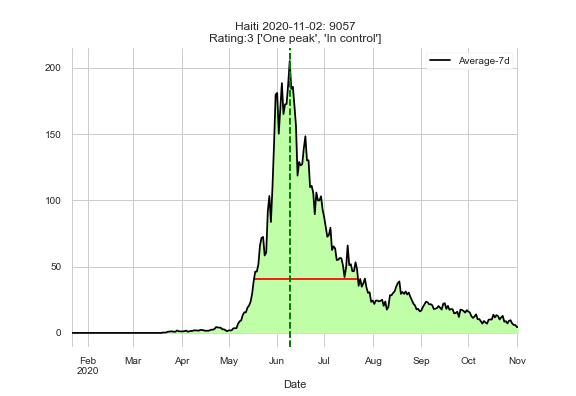 Haiti 2020-11-02: 9057
Rating:3 ['One peak', 'In control']
Average-7d
200
150
100
50
0
Feb Mar Apr May Jun Jul Aug Sep Oct Nov
2020
Date